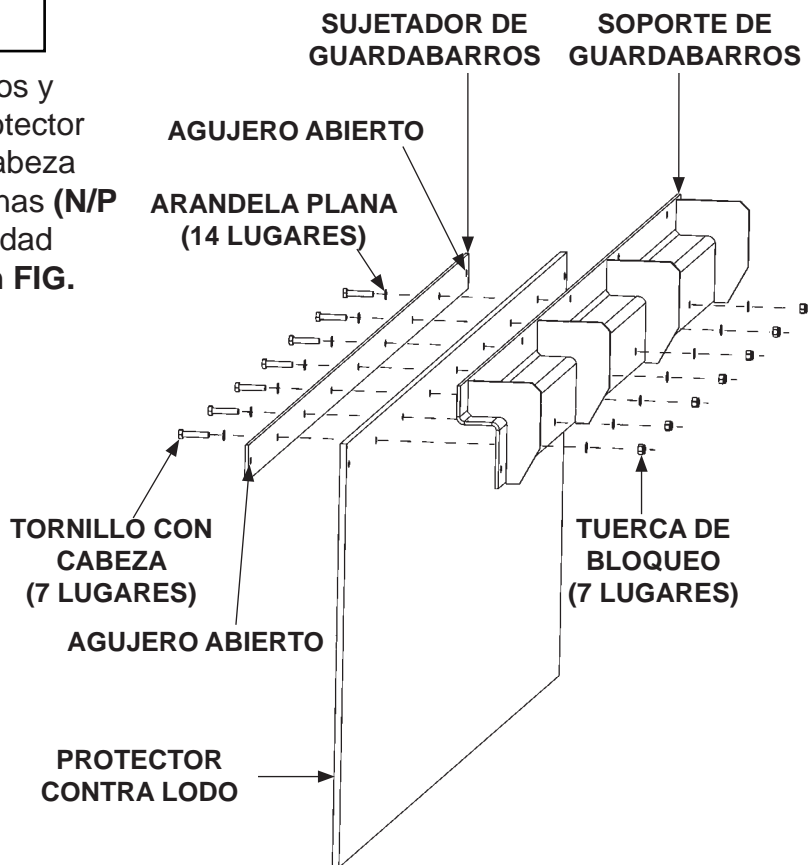 os y
otector
abeza
nas (N/P
idad
n FIG.
SUJETADOR DE
GUARDABARROS
SOPORTE DE
GUARDABARROS
AGUJERO ABIERTO
ARANDELA PLANA
(14 LUGARES)
TORNILLO CON
CABEZA
(7 LUGARES)
TUERCA DE
BLOQUEO
(7 LUGARES)
AGUJERO ABIERTO
PROTECTOR
CONTRA LODO